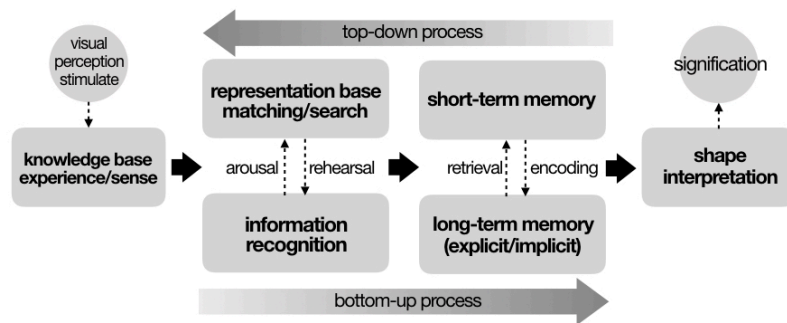 top-down process
visual
perception
stimulate
knowledge base
experience/sense
representation base
matching/search
arousal
rehearsal
information
recognition
short-term memory
retrieval
encoding
long-term memory
(explicit/implicit)
signification
shape
interpretation
bottom-up process